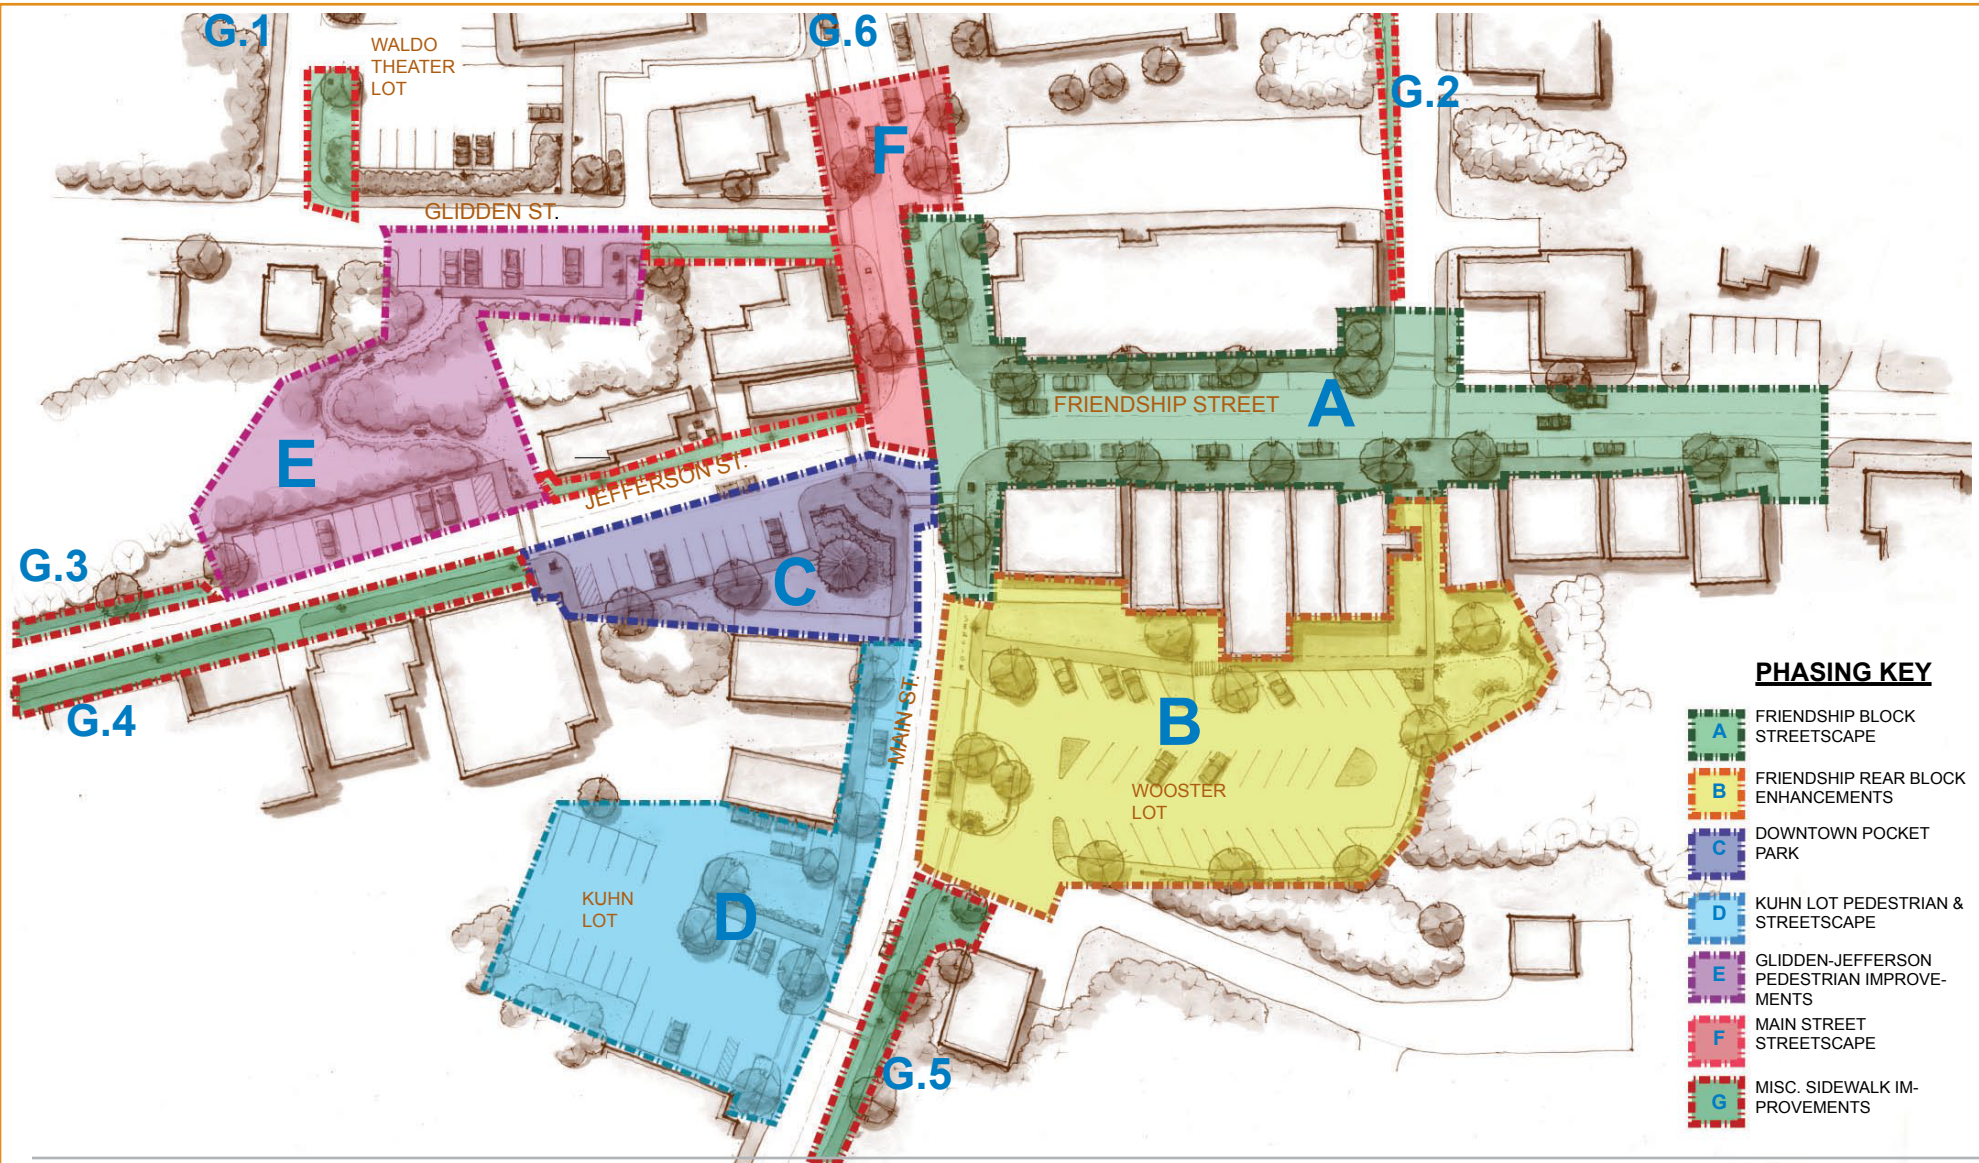 G.1
G.6
WALDO
THEATER
LOT
G.2
F
GLIDDEN ST.
FRIENDSHIP STREET
A
E
JEFFERSON ST.
G.3
C
G.4
MAIN ST.
B
WOOSTER
LOT
KUHN
LOT
D
G.5
PHASING KEY
A
FRIENDSHIP BLOCK
STREETSCAPE
B
FRIENDSHIP REAR BLOCK
ENHANCEMENTS
C
DOWNTOWN POCKET
PARK
D
KUHN LOT PEDESTRIAN &
STREETSCAPE
E
GLIDDEN-JEFFERSON
PEDESTRIAN IMPROVE-
MENTS
F
MAIN STREET
STREETSCAPE
G
MISC. SIDEWALK IM-
PROVEMENTS